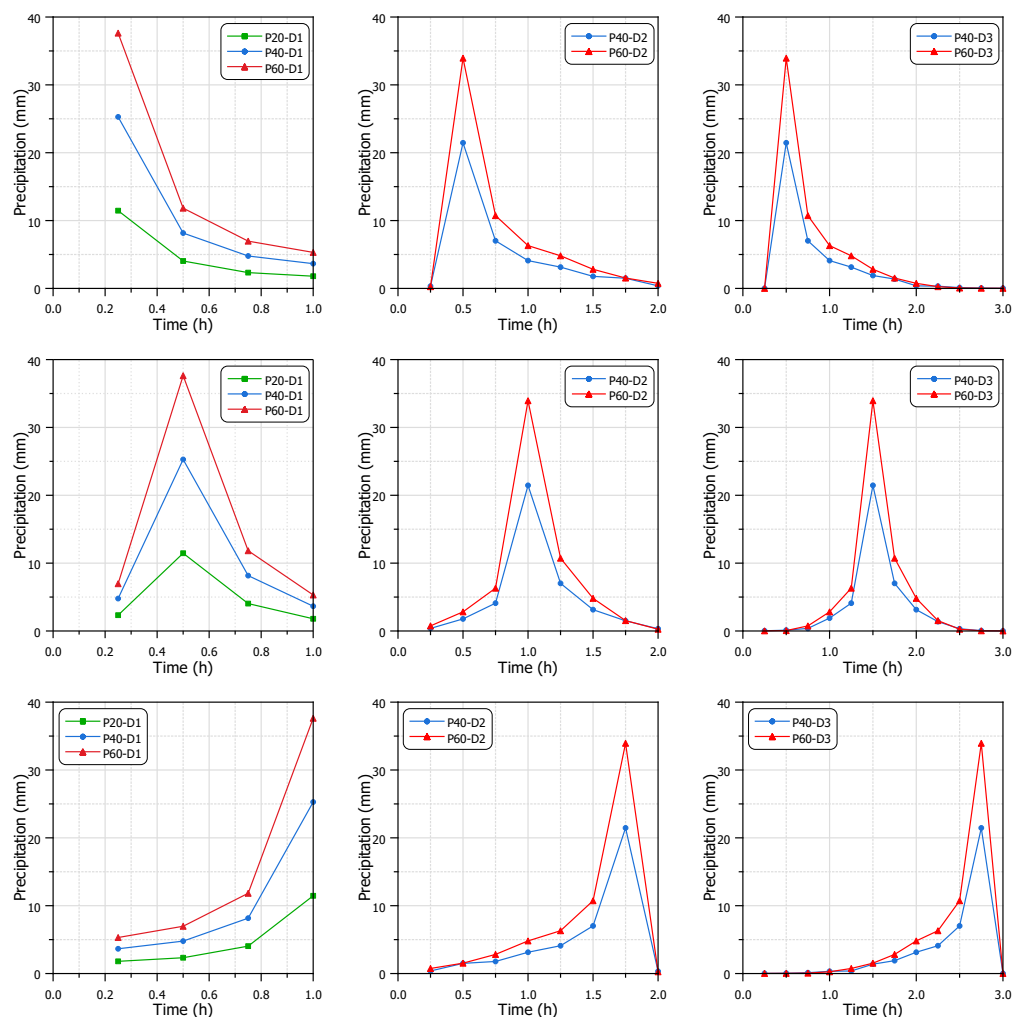 40
30
20
10
0
Precipitation (mm)
0.0 0.2 0.4 0.6 0.8 1.0
Time (h)
P20-D1
P40-D1
P60-D1
40
30
20
10
0
Precipitation (mm)
0.0 0.5 1.0 1.5 2.0
Time (h)
P40-D2
P60-D2
40
30
20
10
0
Precipitation (mm)
0.0 1.0 2.0 3.0
Time (h)
P40-D3
P60-D3
40
30
20
10
0
Precipitation (mm)
0.0 0.2 0.4 0.6 0.8 1.0
Time (h)
P20-D1
P40-D1
P60-D1
40
30
20
10
0
Precipitation (mm)
0.0 0.5 1.0 1.5 2.0
Time (h)
P40-D2
P60-D2
40
30
20
10
0
Precipitation (mm)
0.0 1.0 2.0 3.0
Time (h)
P40-D3
P60-D3
40
30
20
10
0
Precipitation (mm)
0.0 0.2 0.4 0.6 0.8 1.0
Time (h)
P20-D1
P40-D1
P60-D1
40
30
20
10
0
Precipitation (mm)
0.0 0.5 1.0 1.5 2.0
Time (h)
P40-D2
P60-D2
40
30
20
10
0
Precipitation (mm)
0.0 1.0 2.0 3.0
Time (h)
P40-D3
P60-D3